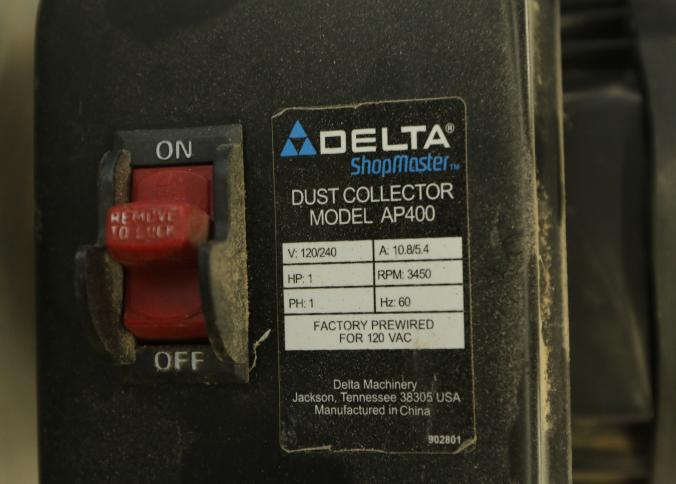 ON
REMOVE
TO LOCK
OFF
DELTA®
ShopMaster™
DUST COLLECTOR
MODEL AP400
V: 120/240 A: 10.8/5.4
HP: 1 RPM: 3450
PH: 1 Hz: 60
FACTORY PREWIRED
FOR 120 VAC
Delta Machinery
Jackson, Tennessee 38305 USA
Manufactured in China
902801